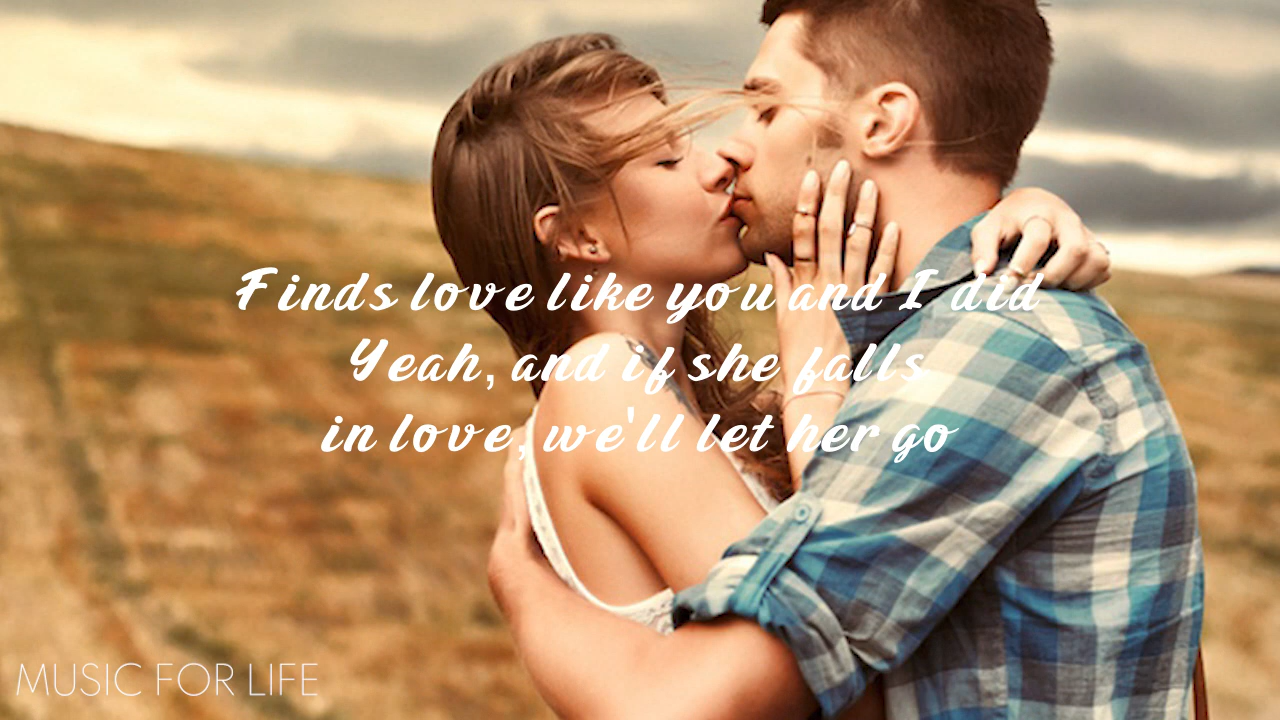 Finds love like you and I did
Yeah, and if she falls
in love, we'll let her go
MUSIC FOR LIFE